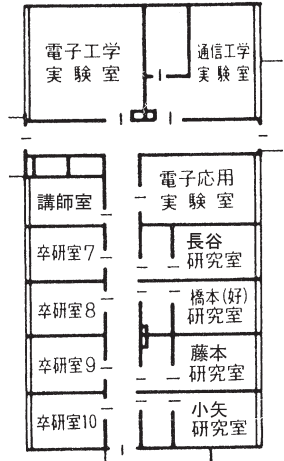 電子工学
実験室
通信工学
実験室
電子応用
実験室
講師室
卒研室7
長谷
研究室
卒研室8
橋本(好)
研究室
卒研室9
藤本
研究室
卒研室10
小矢
研究室